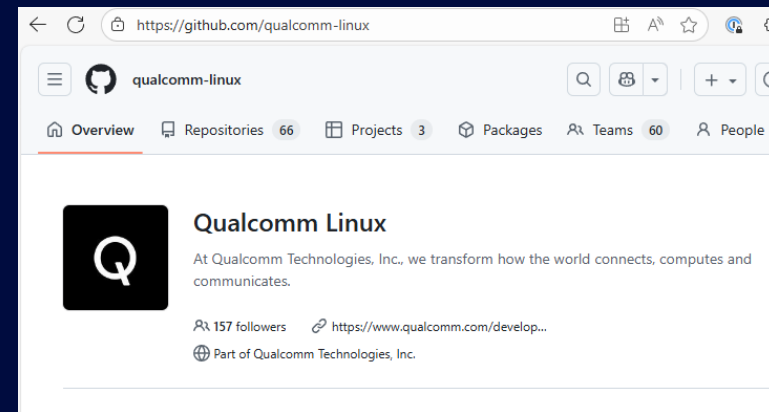 https://github.com/qualcomm-linux
qualcomm-linux
Overview Repositories 66 Projects 3 Packages Teams 60 People
Qualcomm Linux
At Qualcomm Technologies, Inc., we transform how the world connects, computes and
communicates.
157 followers https://www.qualcomm.com/develop...
Part of Qualcomm Technologies, Inc.